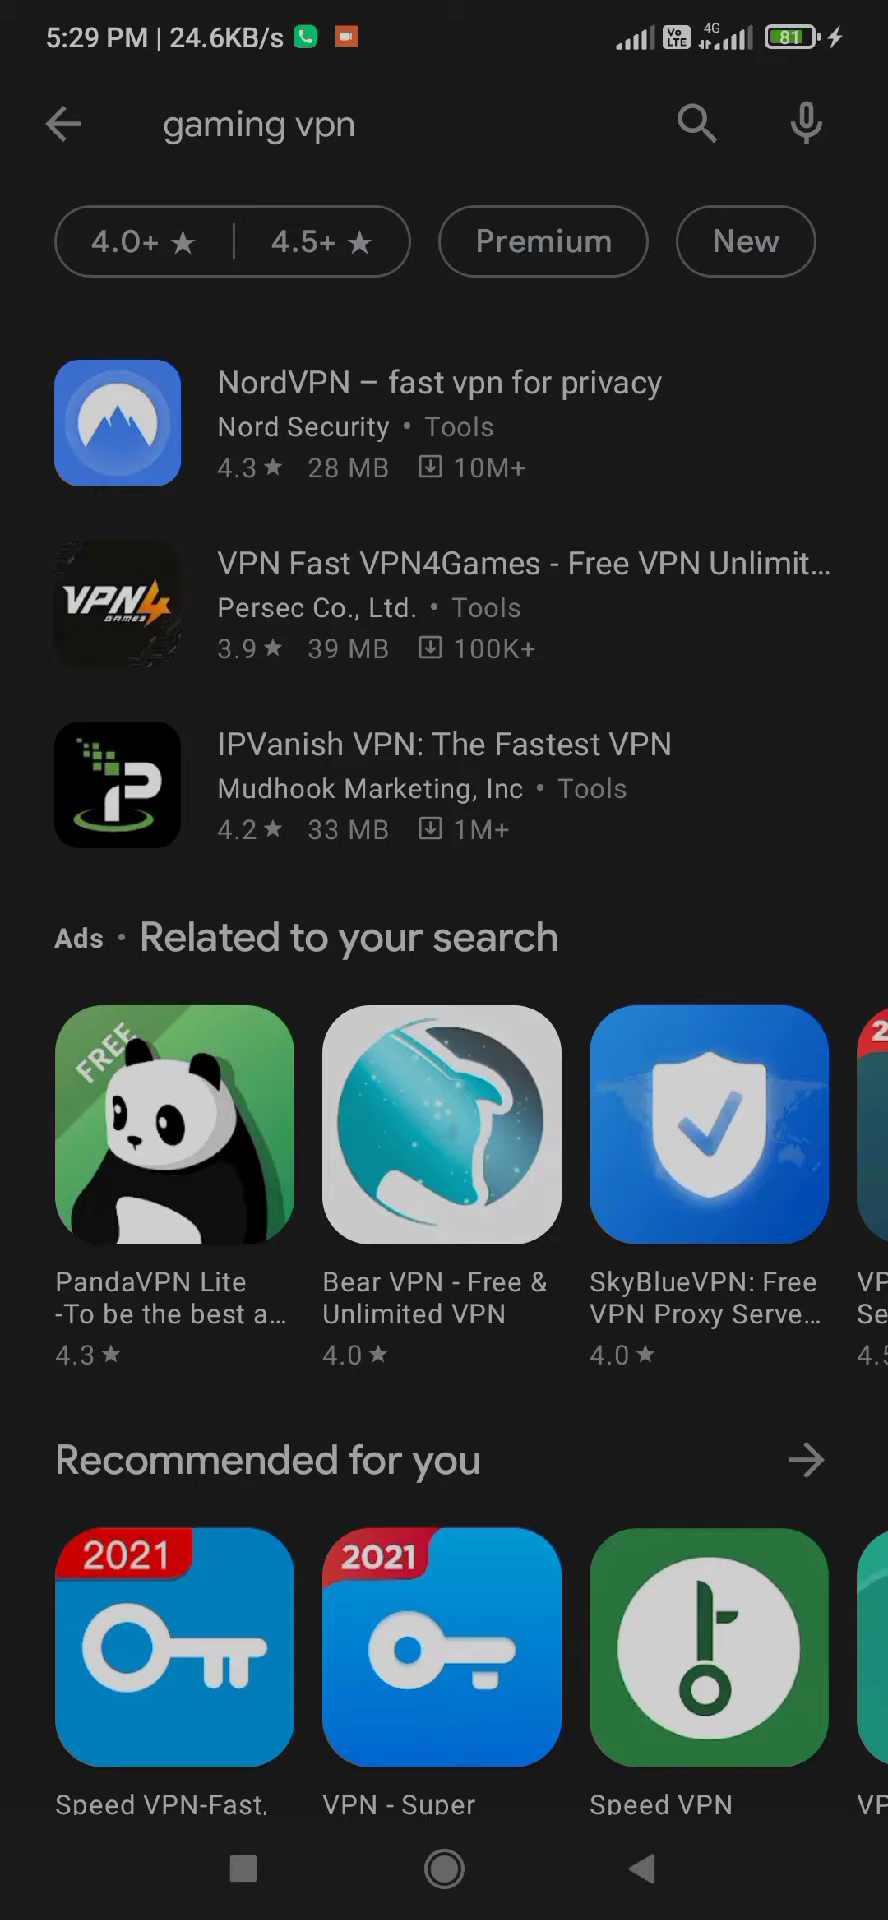 5:29 PM | 24.6KB/s
Vo LTE
4G
81
gaming vpn
4.0+ ★ | 4.5+ ★
Premium
New
NordVPN – fast vpn for privacy
Nord Security • Tools
4.3 ★ 28 MB 10M+
VPN4
GAMES
VPN Fast VPN4Games - Free VPN Unlimit...
Persec Co., Ltd. • Tools
3.9 ★ 39 MB 100K+
IPVanish VPN: The Fastest VPN
Mudhook Marketing, Inc • Tools
4.2 ★ 33 MB 1M+
Ads • Related to your search
FREE
PandaVPN Lite
-To be the best a...
4.3 ★
Bear VPN - Free &
Unlimited VPN
4.0 ★
SkyBlueVPN: Free
VPN Proxy Serve...
4.0 ★
Recommended for you
2021
2021
Speed VPN-Fast,
VPN - Super
Speed VPN